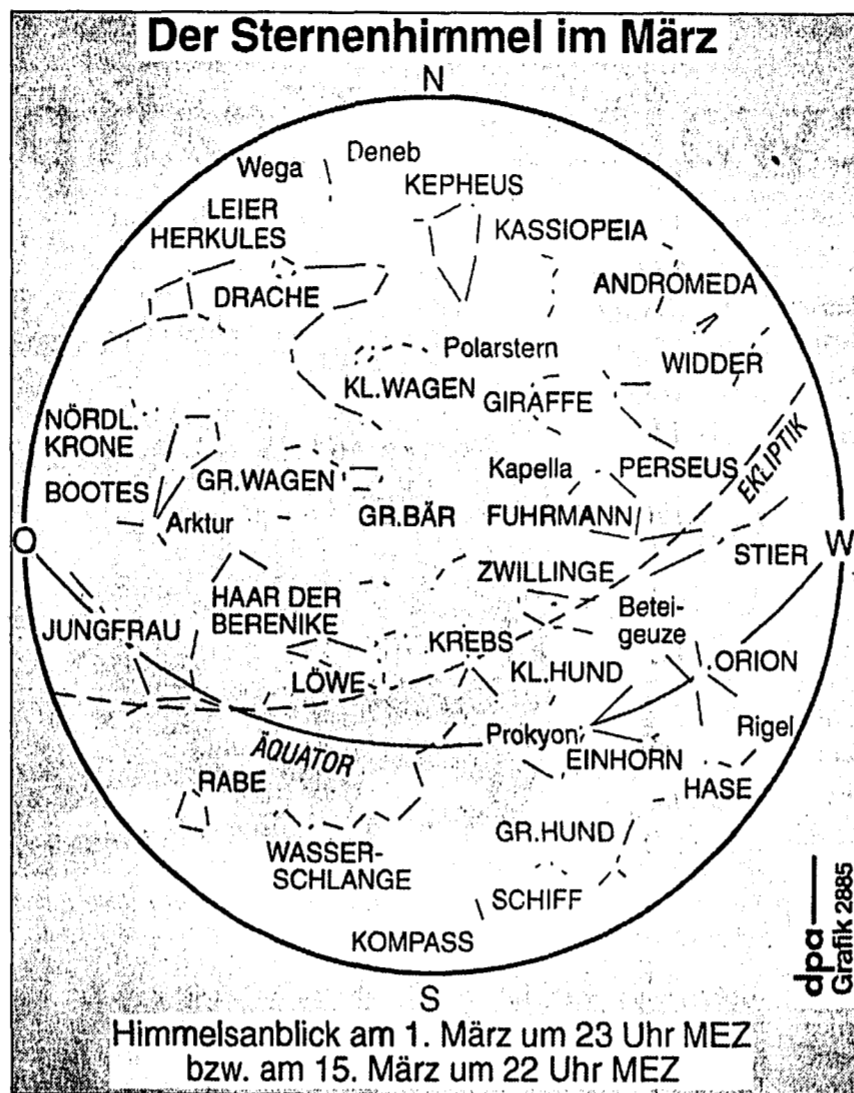 Der Sternenhimmel im März
N
Wega
Deneb
KEPHEUS
LEIER
HERKULES
KASSIOPEIA
DRACHE
ANDROMEDA
Polarstern
WIDDER
KL.WAGEN
GIRAFFE
NÖRDL.
KRONE
EKLIPTIK
GR.WAGEN
Kapella
PERSEUS
BOOTES
Arktur
GR.BÄR
FUHRMANN
O
W
STIER
ZWILLINGE
HAAR DER
BERENIKE
Betei-
geuze
JUNGFRAU
KREBS
ORION
LÖWE
KL.HUND
Prokyon
Rigel
ÄQUATOR
EINHORN
RABE
HASE
GR.HUND
WASSER-
SCHLANGE
SCHIFF
KOMPASS
dpa
Grafik 2885
S
Himmelsanblick am 1. März um 23 Uhr MEZ
bzw. am 15. März um 22 Uhr MEZ